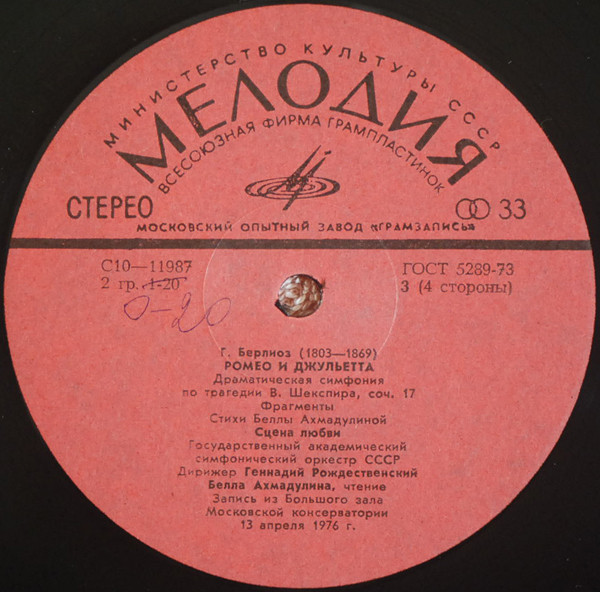 МИНИСТЕРСТВО КУЛЬТУРЫ СССР
МЕЛОДИЯ
ВСЕСОЮЗНАЯ ФИРМА ГРАМПЛАСТИНОК
СТЕРЕО
33
МОСКОВСКИЙ ОПЫТНЫЙ ЗАВОД «ГРАМЗАПИСЬ»
С10—11987
ГОСТ 5289-73
2 гр. 1-20
3 (4 стороны)
0-20
Г. Берлиоз (1803—1869)
РОМЕО И ДЖУЛЬЕТТА
Драматическая симфония
по трагедии В. Шекспира, соч. 17
Фрагменты
Стихи Беллы Ахмадулиной
Сцена любви
Государственный академический
симфонический оркестр СССР
Дирижер Геннадий Рождественский
Белла Ахмадулина, чтение
Запись из Большого зала
Московской консерватории
13 апреля 1976 г.